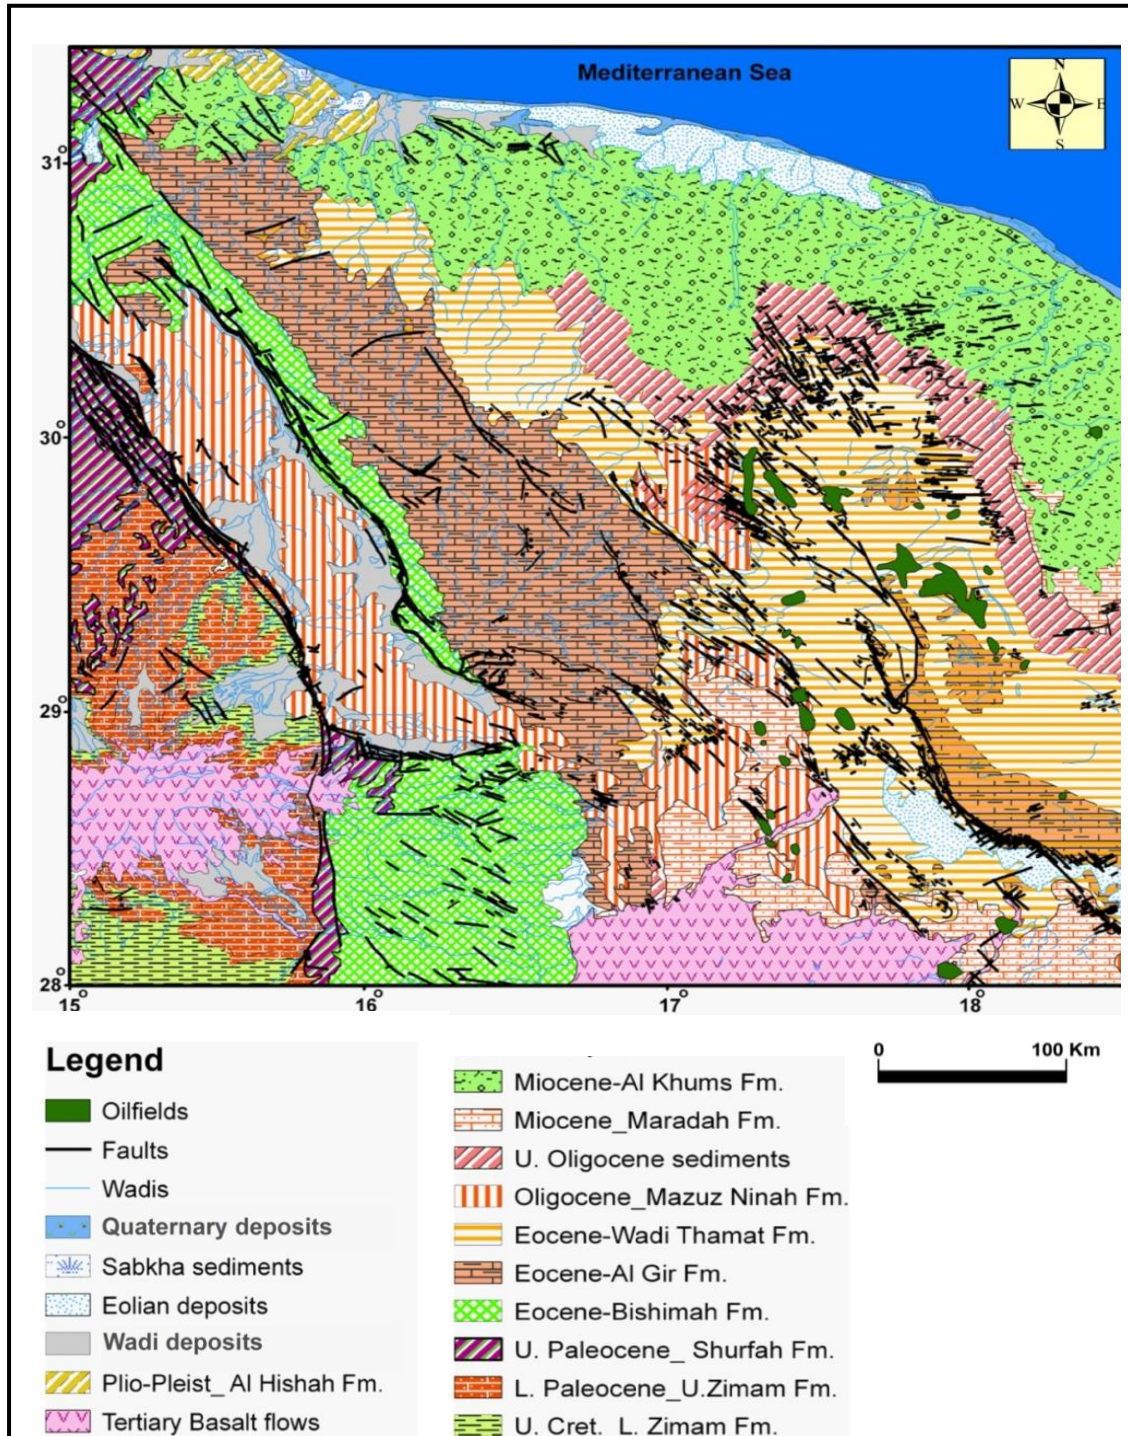 Mediterranean Sea
N
W E
S
31°
30°
29°
28°
15° 16° 17° 18°
0 100 Km
Legend
Oilfields
Faults
Wadis
Quaternary deposits
Sabkha sediments
Eolian deposits
Wadi deposits
Plio-Pleist_ Al Hishah Fm.
Tertiary Basalt flows
Miocene-Al Khums Fm.
Miocene_Maradah Fm.
U. Oligocene sediments
Oligocene_Mazuz Ninah Fm.
Eocene-Wadi Thamat Fm.
Eocene-Al Gir Fm.
Eocene-Bishimah Fm.
U. Paleocene_ Shurfah Fm.
L. Paleocene_U.Zimam Fm.
U. Cret. L. Zimam Fm.